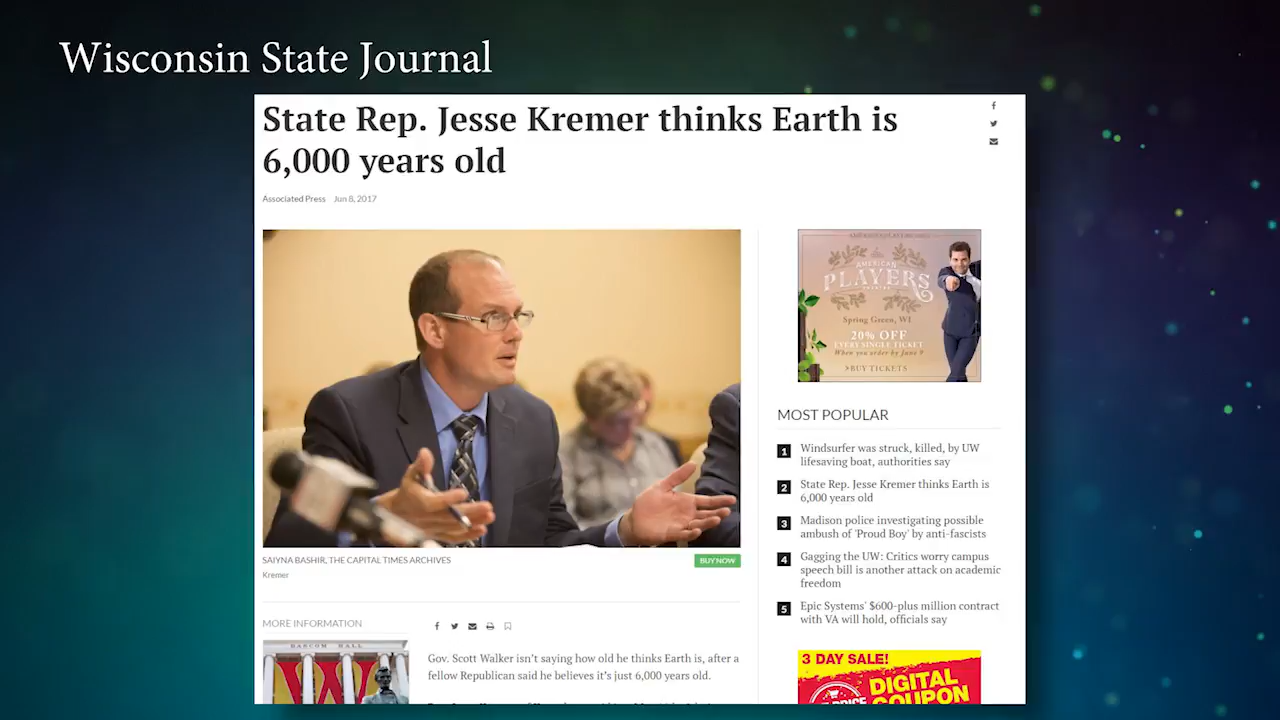 Wisconsin State Journal
State Rep. Jesse Kremer thinks Earth is
6,000 years old
Associated Press Jun 8, 2017
AMERICAN
PLAYERS
THEATRE
Spring Green, WI
20% OFF
EVERY SINGLE TICKET
When you order by June 9
>BUY TICKETS
SAIYNA BASHIR, THE CAPITAL TIMES ARCHIVES
BUY NOW
Kremer
MOST POPULAR
1 Windsurfer was struck, killed, by UW
lifesaving boat, authorities say
2 State Rep. Jesse Kremer thinks Earth is
6,000 years old
3 Madison police investigating possible
ambush of 'Proud Boy' by anti-fascists
4 Gagging the UW: Critics worry campus
speech bill is another attack on academic
freedom
5 Epic Systems' $600-plus million contract
with VA will hold, officials say
MORE INFORMATION
BASCOM HALL
W
Gov. Scott Walker isn't saying how old he thinks Earth is, after a
fellow Republican said he believes it's just 6,000 years old.
3 DAY SALE!
DIGITAL
COUPON